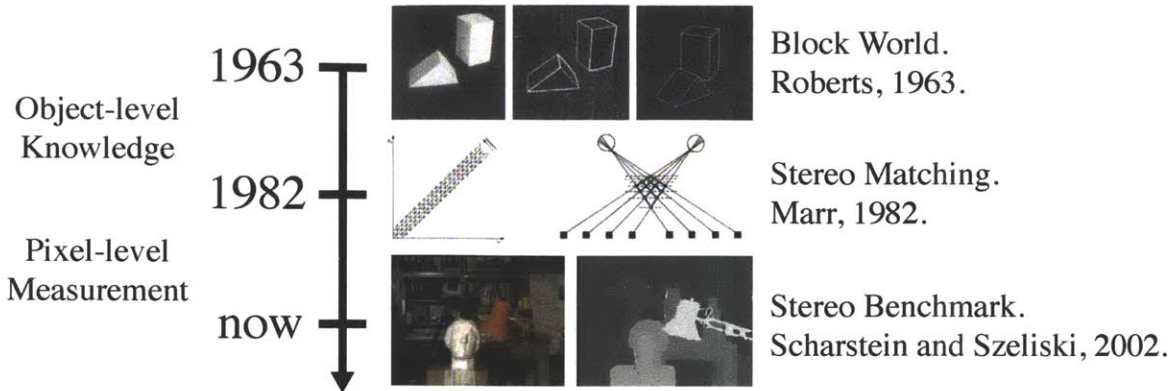 1963
Block World.
Roberts, 1963.
Object-level
Knowledge
1982
Stereo Matching.
Marr, 1982.
Pixel-level
Measurement
now
Stereo Benchmark.
Scharstein and Szeliski, 2002.